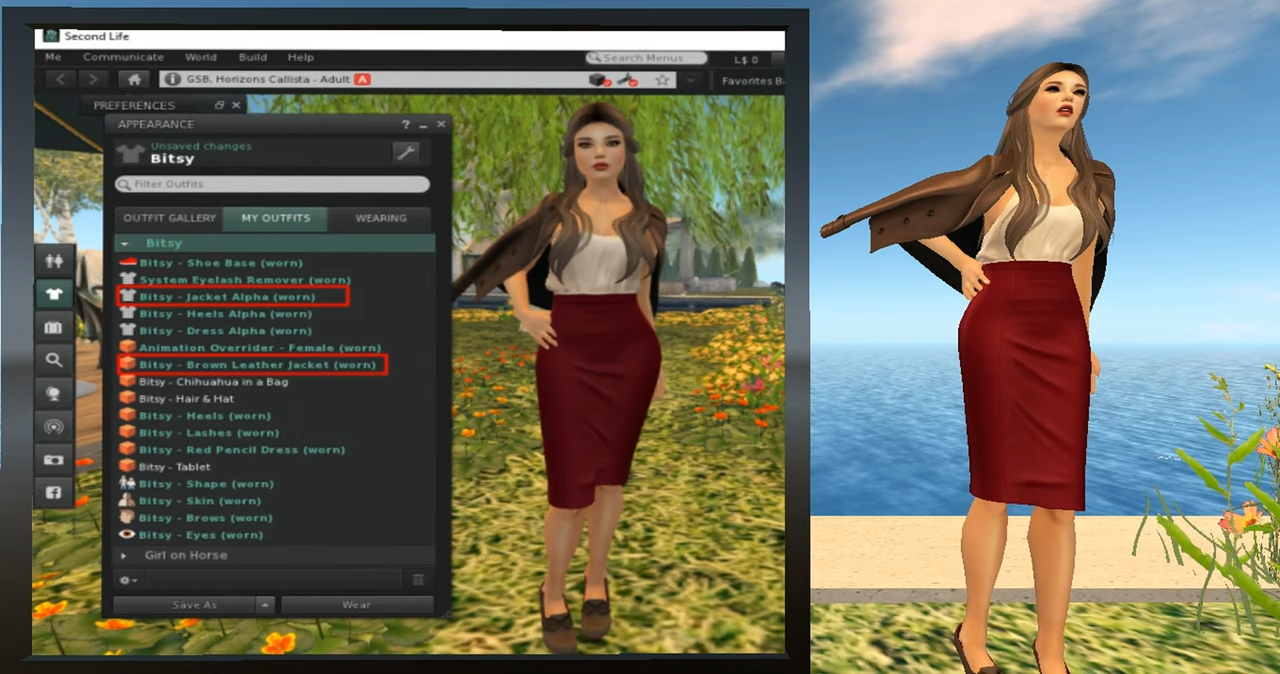 Second Life
Me Communicate World Build Help Search Menus L$ 0
GSB, Horizons Callista - Adult A Favorites B
PREFERENCES
APPEARANCE
Unsaved changes
Bitsy
Filter Outfits
OUTFIT GALLERY MY OUTFITS WEARING
Bitsy
Bitsy - Shoe Base (worn)
System Eyelash Remover (worn)
Bitsy - Jacket Alpha (worn)
Bitsy - Heels Alpha (worn)
Bitsy - Dress Alpha (worn)
Animation Overrider - Female (worn)
Bitsy - Brown Leather Jacket (worn)
Bitsy - Chihuahua in a Bag
Bitsy - Hair & Hat
Bitsy - Heels (worn)
Bitsy - Lashes (worn)
Bitsy - Red Pencil Dress (worn)
Bitsy - Tablet
Bitsy - Shape (worn)
Bitsy - Skin (worn)
Bitsy - Brows (worn)
Bitsy - Eyes (worn)
Girl on Horse
Save As Wear